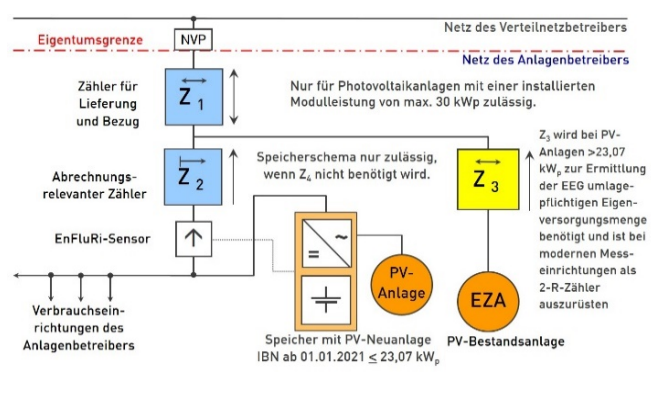 Netz des Verteilnetzbetreibers
Eigentumsgrenze
NVP
Netz des Anlagenbetreibers
Zähler für
Lieferung
und Bezug
Z 1
Nur für Photovoltaikanlagen mit einer installierten
Modulleistung von max. 30 kWp zulässig.
Abrechnungs-
relevanter Zähler
Z 2
Speicherschema nur zulässig,
wenn Z4 nicht benötigt wird.
Z 3
Z3 wird bei PV-
Anlagen >23,07
kWp zur Ermittlung
der EEG umlage-
pflichtigen Eigen-
versorgungsmenge
benötigt und ist bei
modernen Mess-
einrichtungen als
2-R-Zähler
auszurüsten
EnFluRi-Sensor
=
~
PV-
Anlage
EZA
Verbrauchsein-
richtungen des
Anlagenbetreibers
Speicher mit PV-Neuanlage
IBN ab 01.01.2021 ≤ 23,07 kWp
PV-Bestandsanlage